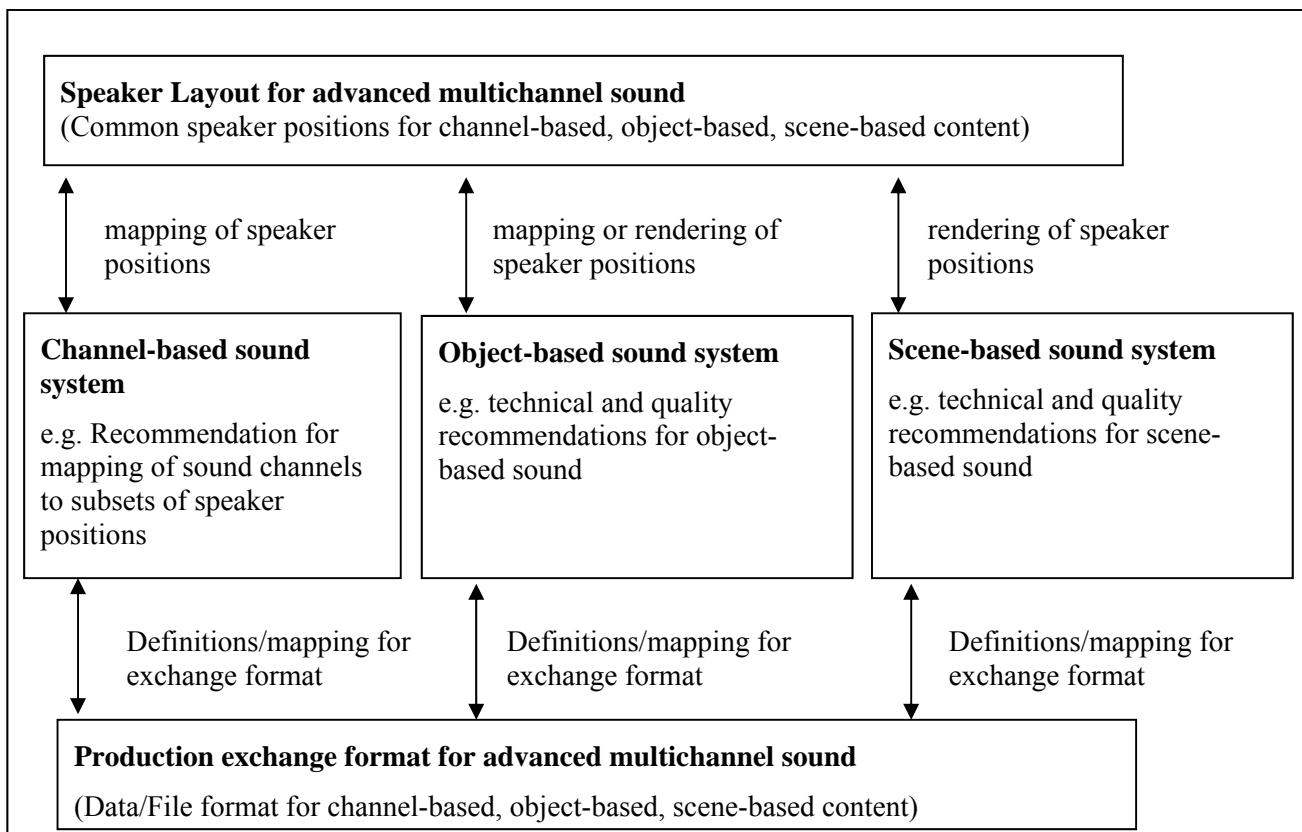 Speaker Layout for advanced multichannel sound
(Common speaker positions for channel-based, object-based, scene-based content)
mapping of speaker
positions
mapping or rendering of
speaker positions
rendering of speaker
positions
Channel-based sound
system
e.g. Recommendation for
mapping of sound channels
to subsets of speaker
positions
Object-based sound system
e.g. technical and quality
recommendations for object-
based sound
Scene-based sound system
e.g. technical and quality
recommendations for scene-
based sound
Definitions/mapping for
exchange format
Definitions/mapping for
exchange format
Definitions/mapping for
exchange format
Production exchange format for advanced multichannel sound
(Data/File format for channel-based, object-based, scene-based content)